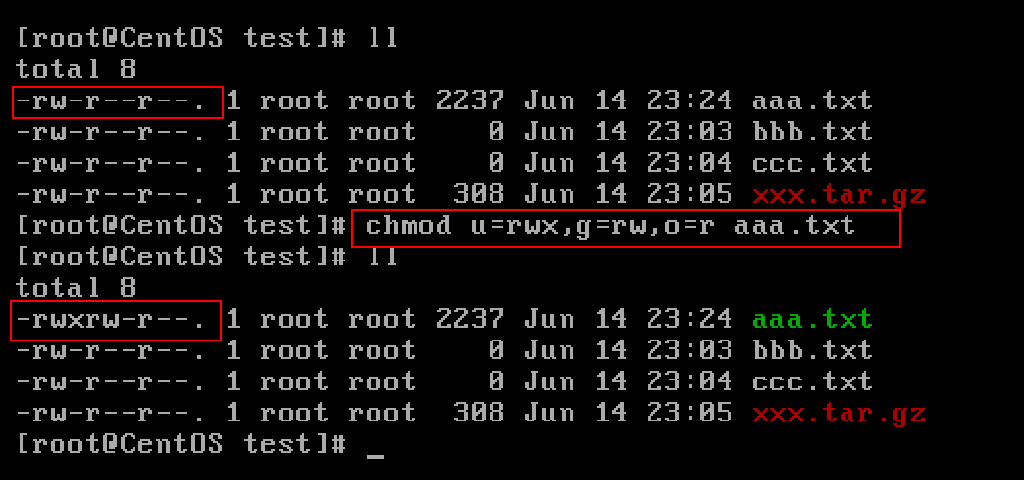 [root@CentOS test]# ll
total 8
-rw-r--r--. 1 root root 2237 Jun 14 23:24 aaa.txt
-rw-r--r--. 1 root root    0 Jun 14 23:03 bbb.txt
-rw-r--r--. 1 root root    0 Jun 14 23:04 ccc.txt
-rw-r--r--. 1 root root  308 Jun 14 23:05 xxx.tar.gz
[root@CentOS test]# chmod u=rwx,g=rw,o=r aaa.txt
[root@CentOS test]# ll
total 8
-rwxrw-r--. 1 root root 2237 Jun 14 23:24 aaa.txt
-rw-r--r--. 1 root root    0 Jun 14 23:03 bbb.txt
-rw-r--r--. 1 root root    0 Jun 14 23:04 ccc.txt
-rw-r--r--. 1 root root  308 Jun 14 23:05 xxx.tar.gz
[root@CentOS test]# _